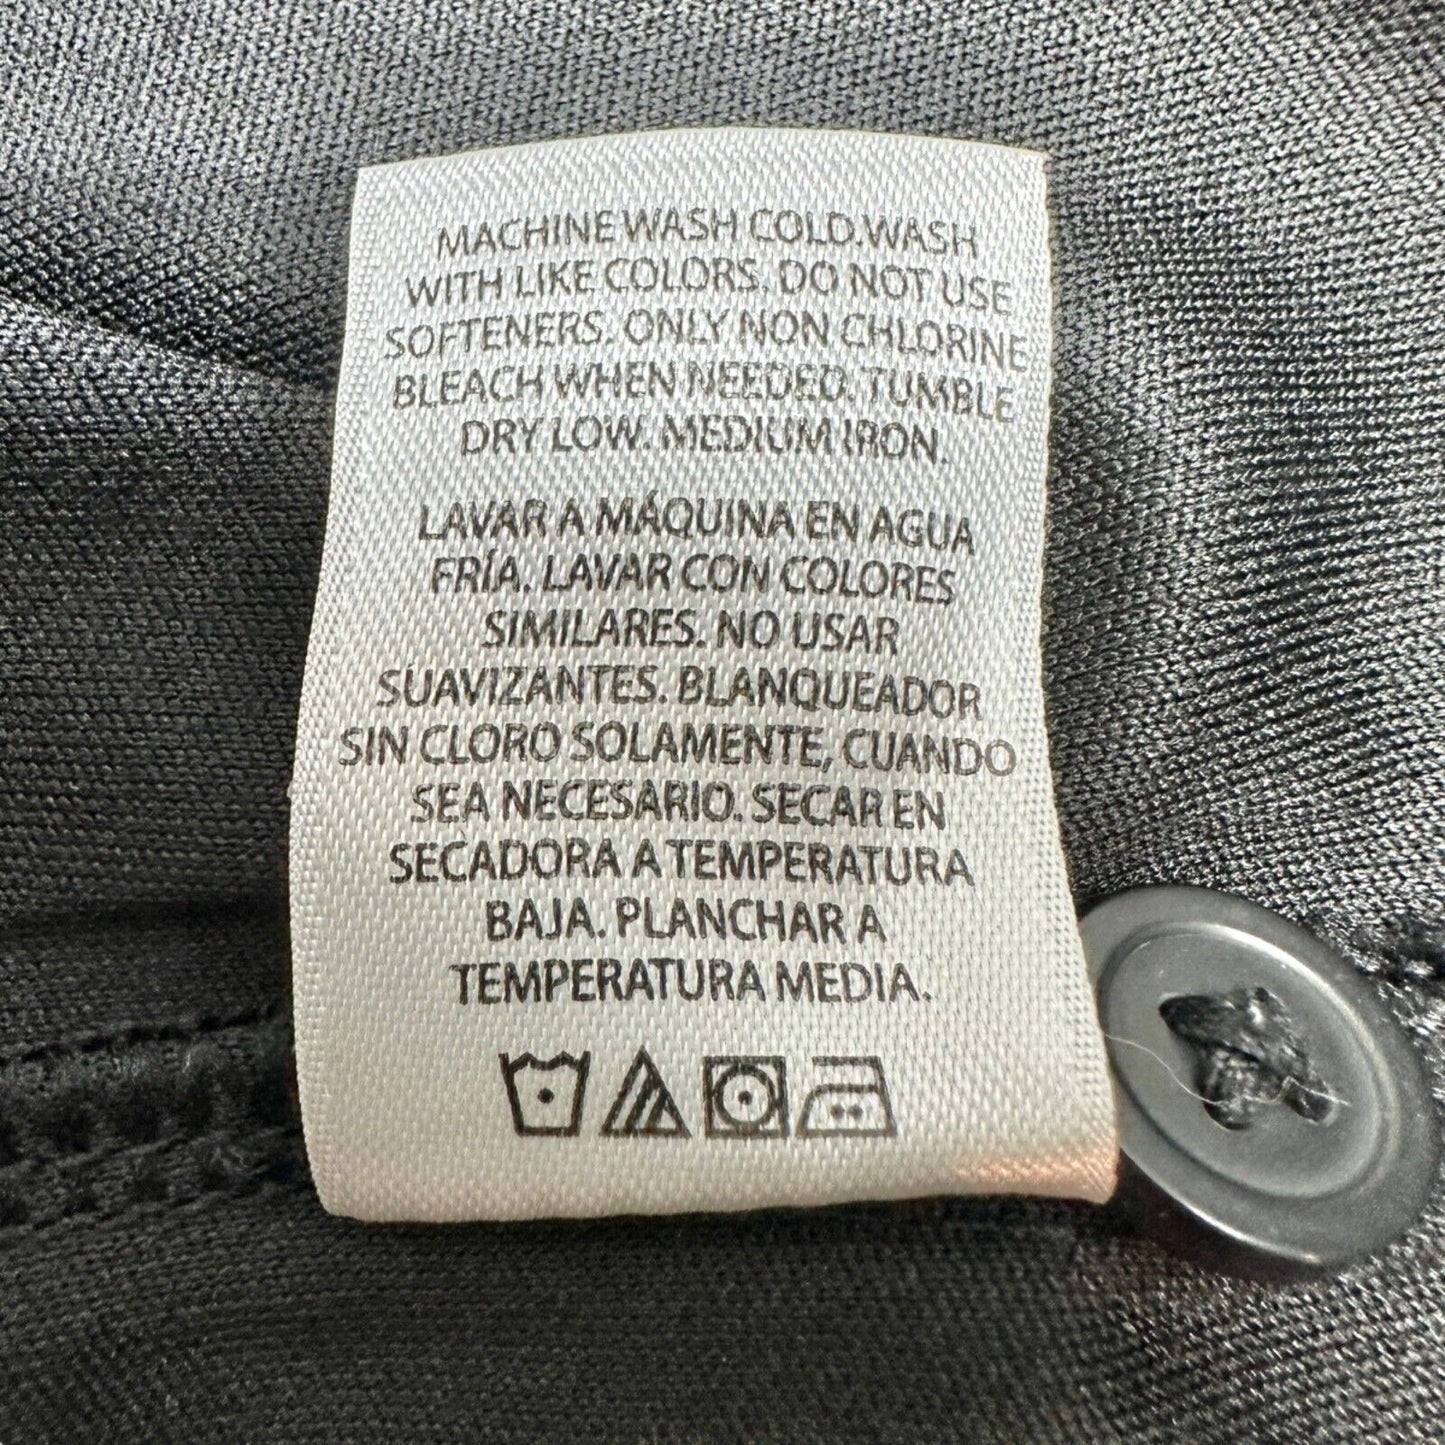 MACHINE WASH COLD. WASH
WITH LIKE COLORS. DO NOT USE
SOFTENERS. ONLY NON CHLORINE
BLEACH WHEN NEEDED. TUMBLE
DRY LOW. MEDIUM IRON.
LAVAR A MÁQUINA EN AGUA
FRÍA. LAVAR CON COLORES
SIMILARES. NO USAR
SUAVIZANTES. BLANQUEADOR
SIN CLORO SOLAMENTE, CUANDO
SEA NECESARIO. SECAR EN
SECADORA A TEMPERATURA
BAJA. PLANCHAR A
TEMPERATURA MEDIA.